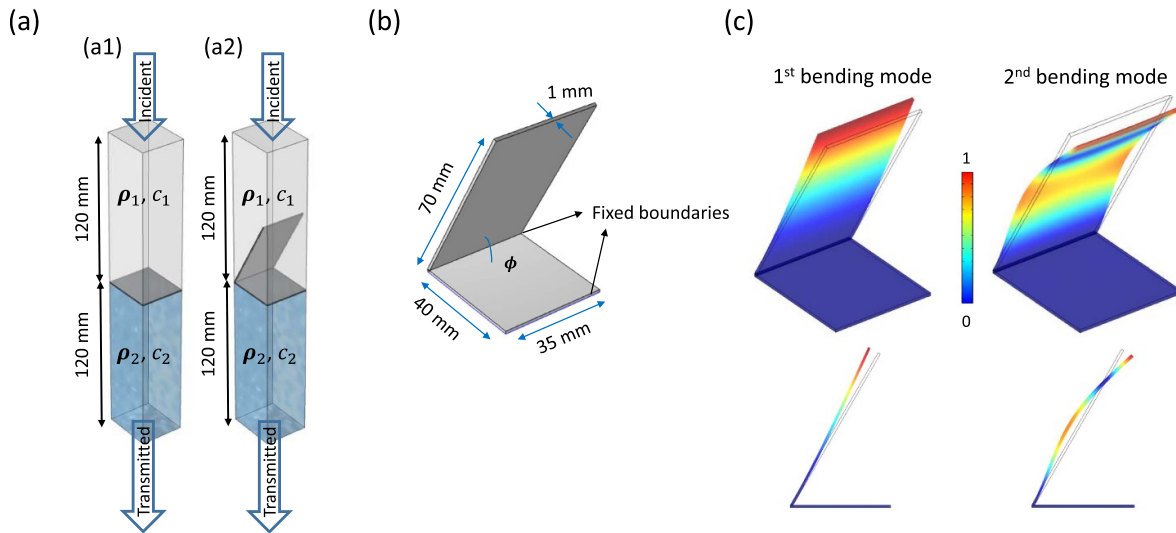 (a)
(a1)
(a2)
Incident
Incident
120 mm
120 mm
ρ₁, c₁
ρ₁, c₁
120 mm
120 mm
ρ₂, c₂
ρ₂, c₂
Transmitted
Transmitted
(b)
1 mm
70 mm
Fixed boundaries
ϕ
40 mm
35 mm
(c)
1st bending mode
2nd bending mode
1
0